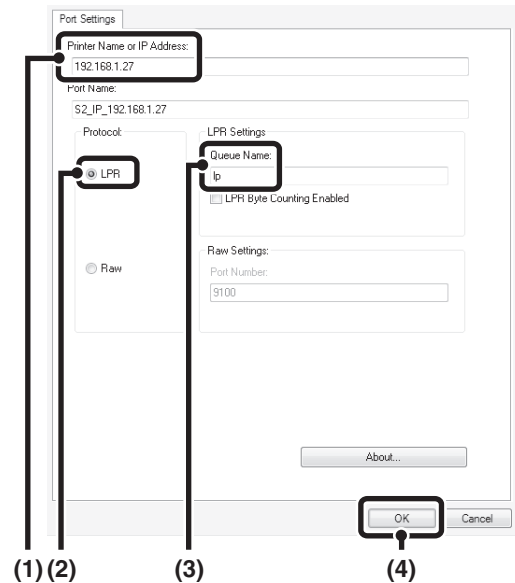 Port Settings
Printer Name or IP Address:
192.168.1.27
Port Name:
S2_IP_192.168.1.27
Protocol:
LPR
Raw
LPR Settings
Queue Name:
lp
LPR Byte Counting Enabled
Raw Settings:
Port Number:
9100
About...
OK
Cancel
(1) (2) (3) (4)